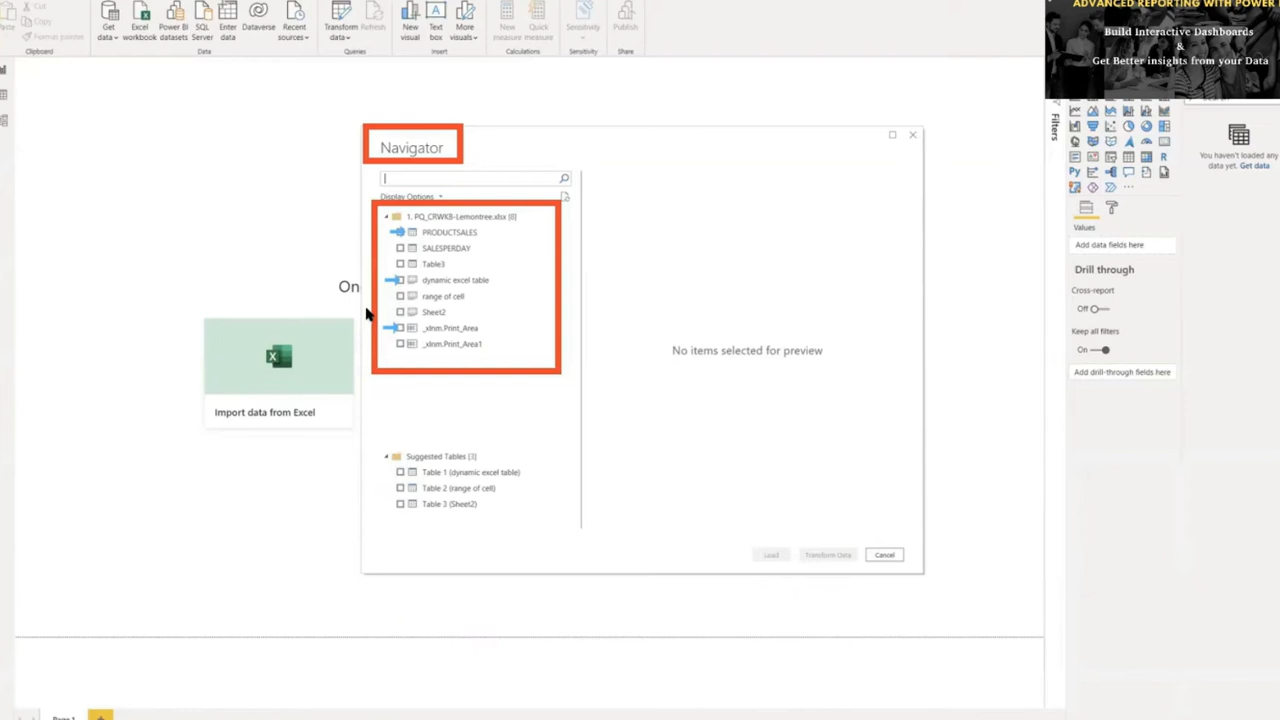 Cut
Copy
Format painter
Clipboard
Get data
Excel workbook
Power BI datasets
SQL Server
Enter data
Dataverse
Recent sources
Data
Transform data
Refresh
Queries
New visual
Text box
More visuals
Insert
New measure
Quick measure
Calculations
Sensitivity
Sensitivity
Publish
Share
ADVANCED REPORTING WITH POWER
Build Interactive Dashboards
&
Get Better insights from your Data
Filters
You haven't loaded any
data yet. Get data
Values
Add data fields here
Drill through
Cross-report
Off
Keep all filters
On
Add drill-through fields here
Navigator
Display Options
1. PQ_CRWKB-Lemontree.xlsx [8]
PRODUCTSALES
SALESPERDAY
Table3
dynamic excel table
range of cell
Sheet2
_xlnm.Print_Area
_xlnm.Print_Area1
No items selected for preview
Suggested Tables [3]
Table 1 (dynamic excel table)
Table 2 (range of cell)
Table 3 (Sheet2)
Load
Transform Data
Cancel
On
Import data from Excel
Page 1